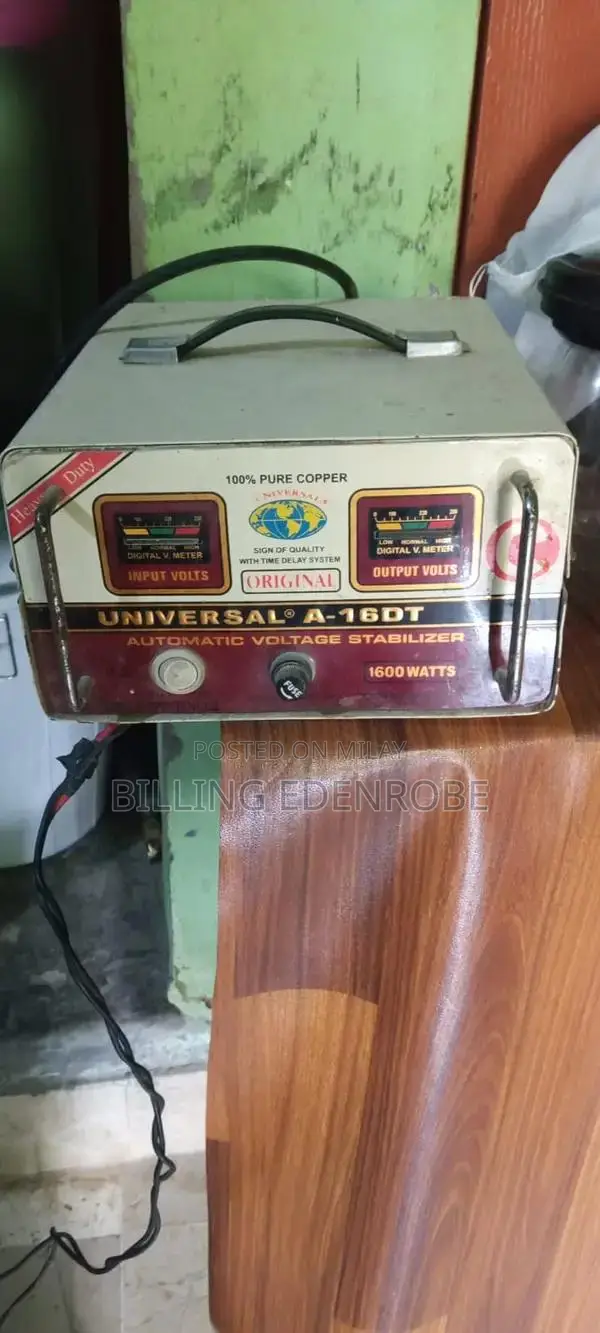 Heavy Duty
100% PURE COPPER
UNIVERSAL®
SIGN OF QUALITY
WITH TIME DELAY SYSTEM
ORIGINAL
LOW NORMAL HIGH
DIGITAL V. METER
INPUT VOLTS
LOW NORMAL HIGH
DIGITAL V. METER
OUTPUT VOLTS
UNIVERSAL® A-16DT
AUTOMATIC VOLTAGE STABILIZER
FUSE
1600 WATTS
POSTED ON MILAY
BILLING EDENROBE